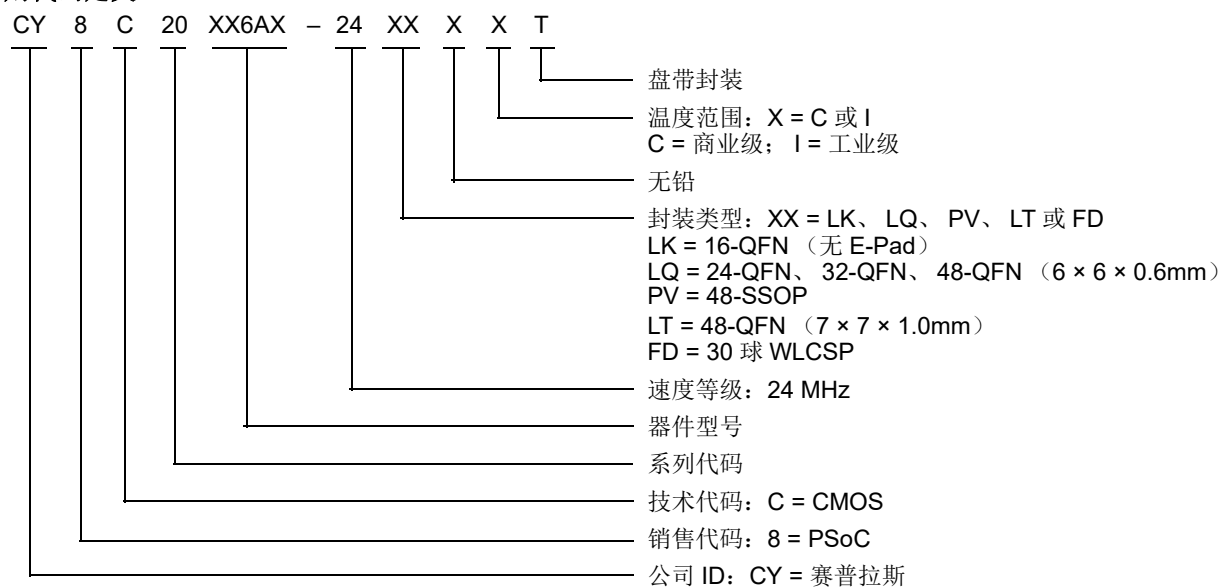 CY 8 C 20 XX6AX – 24 XX X X T
盘带封装
温度范围：X = C 或 I
C = 商业级； I = 工业级
无铅
封装类型：XX = LK、 LQ、 PV、 LT 或 FD
LK = 16-QFN （无 E-Pad）
LQ = 24-QFN、 32-QFN、 48-QFN （6 × 6 × 0.6mm）
PV = 48-SSOP
LT = 48-QFN （7 × 7 × 1.0mm）
FD = 30 球 WLCSP
速度等级：24 MHz
器件型号
系列代码
技术代码：C = CMOS
销售代码：8 = PSoC
公司 ID：CY = 赛普拉斯